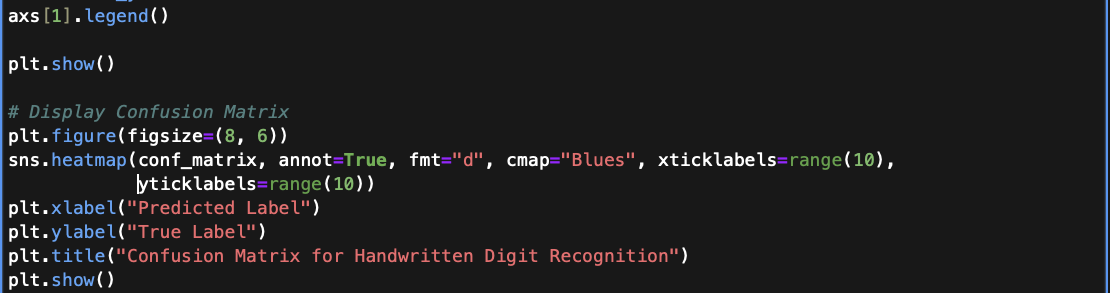 axs[1].legend()
plt.show()
# Display Confusion Matrix
plt.figure(figsize=(8, 6))
sns.heatmap(conf_matrix, annot=True, fmt="d", cmap="Blues", xticklabels=range(10),
yticklabels=range(10))
plt.xlabel("Predicted Label")
plt.ylabel("True Label")
plt.title("Confusion Matrix for Handwritten Digit Recognition")
plt.show()